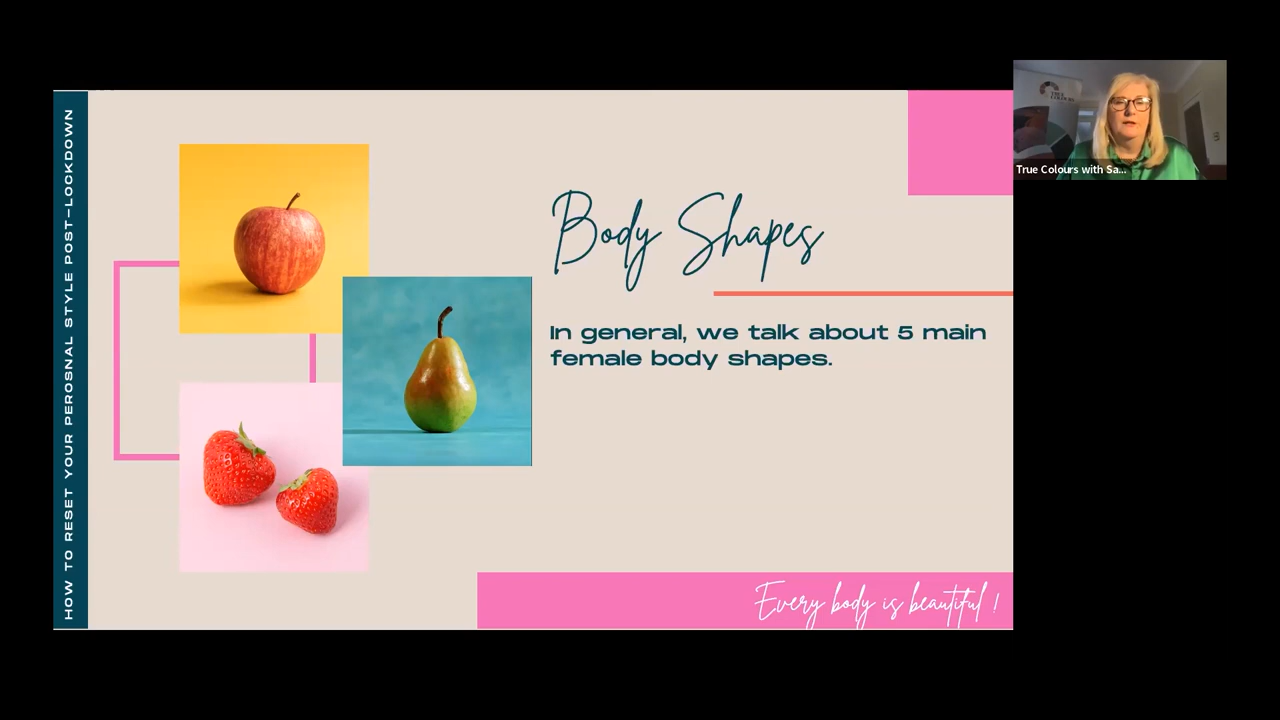 HOW TO RESET YOUR PEROSNAL STYLE POST-LOCKDOWN
Body Shapes
In general, we talk about 5 main
female body shapes.
Every body is beautiful !
True Colours with Sa...